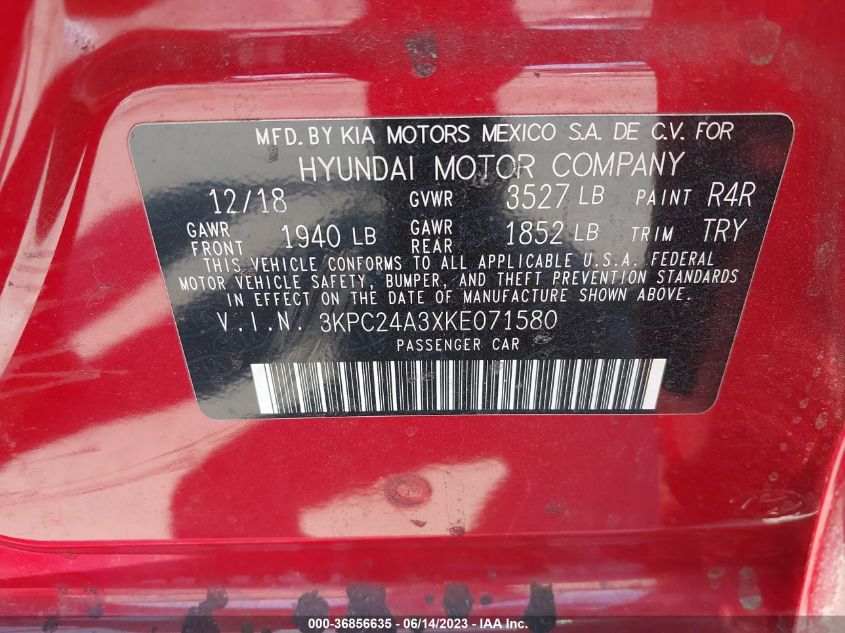 MFD. BY KIA MOTORS MEXICO S.A. DE C.V. FOR
HYUNDAI MOTOR COMPANY
12/18 GVWR 3527 LB PAINT R4R
GAWR FRONT 1940 LB GAWR REAR 1852 LB TRIM TRY
THIS VEHICLE CONFORMS TO ALL APPLICABLE U.S.A. FEDERAL
MOTOR VEHICLE SAFETY, BUMPER, AND THEFT PREVENTION STANDARDS
IN EFFECT ON THE DATE OF MANUFACTURE SHOWN ABOVE.
V.I.N. 3KPC24A3XKE071580
PASSENGER CAR
000-36856635 - 06/14/2023 - IAA Inc.